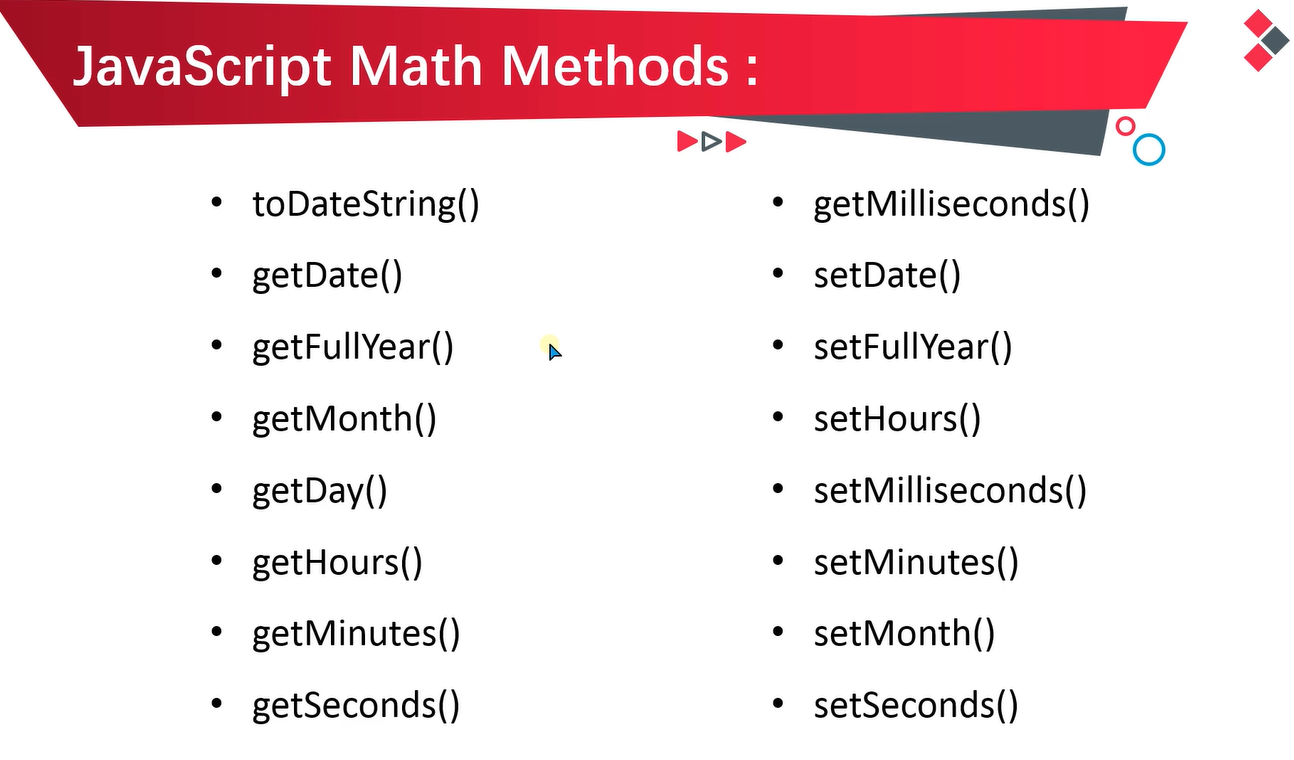 JavaScript Math Methods :
• toDateString()
• getDate()
• getFullYear()
• getMonth()
• getDay()
• getHours()
• getMinutes()
• getSeconds()
• getMilliseconds()
• setDate()
• setFullYear()
• setHours()
• setMilliseconds()
• setMinutes()
• setMonth()
• setSeconds()